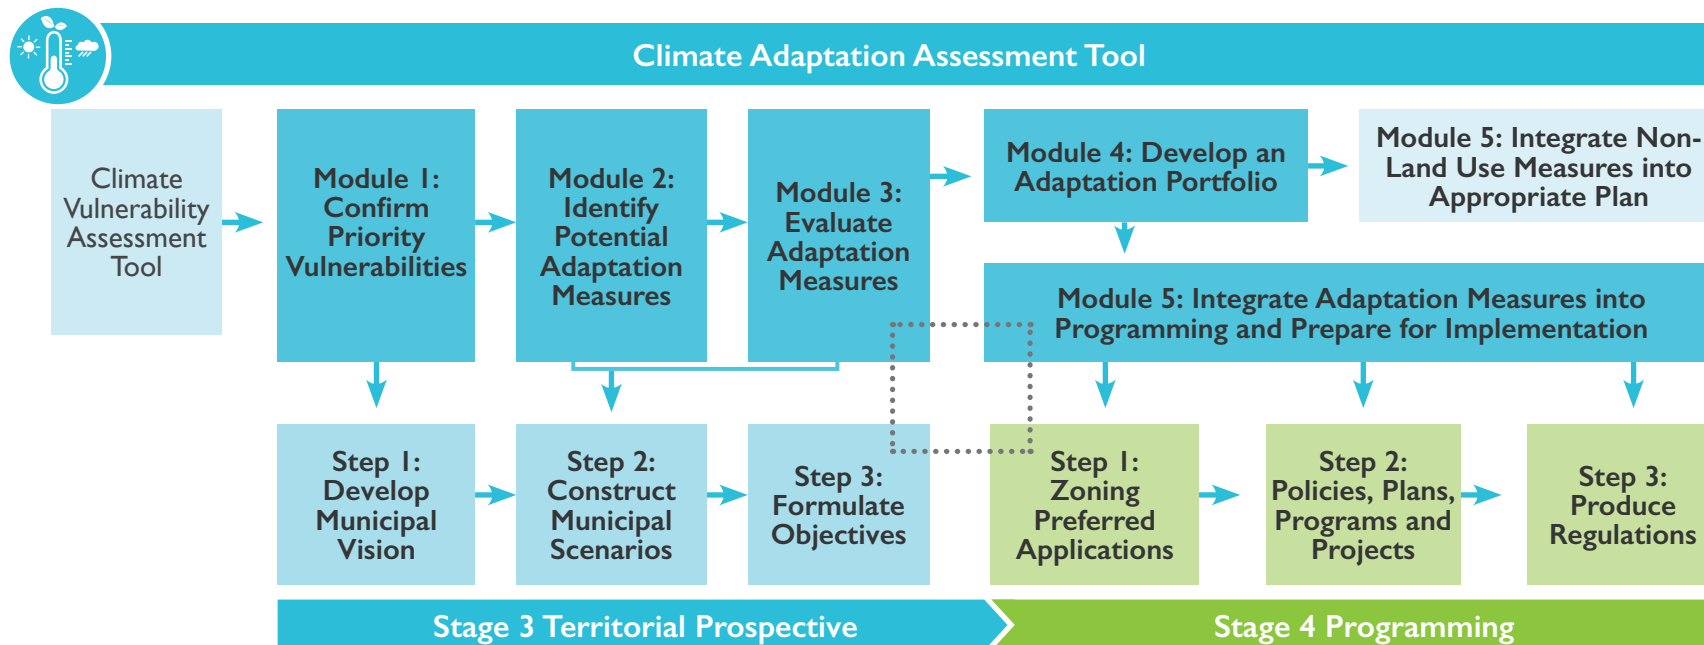 Climate Adaptation Assessment Tool
Climate
Vulnerability
Assessment
Tool
Module 1:
Confirm
Priority
Vulnerabilities
Module 2:
Identify
Potential
Adaptation
Measures
Module 3:
Evaluate
Adaptation
Measures
Module 4: Develop an
Adaptation Portfolio
Module 5: Integrate Non-
Land Use Measures into
Appropriate Plan
Module 5: Integrate Adaptation Measures into
Programming and Prepare for Implementation
Step 1:
Develop
Municipal
Vision
Step 2:
Construct
Municipal
Scenarios
Step 3:
Formulate
Objectives
Step 1:
Zoning
Preferred
Applications
Step 2:
Policies, Plans,
Programs and
Projects
Step 3:
Produce
Regulations
Stage 3 Territorial Prospective
Stage 4 Programming